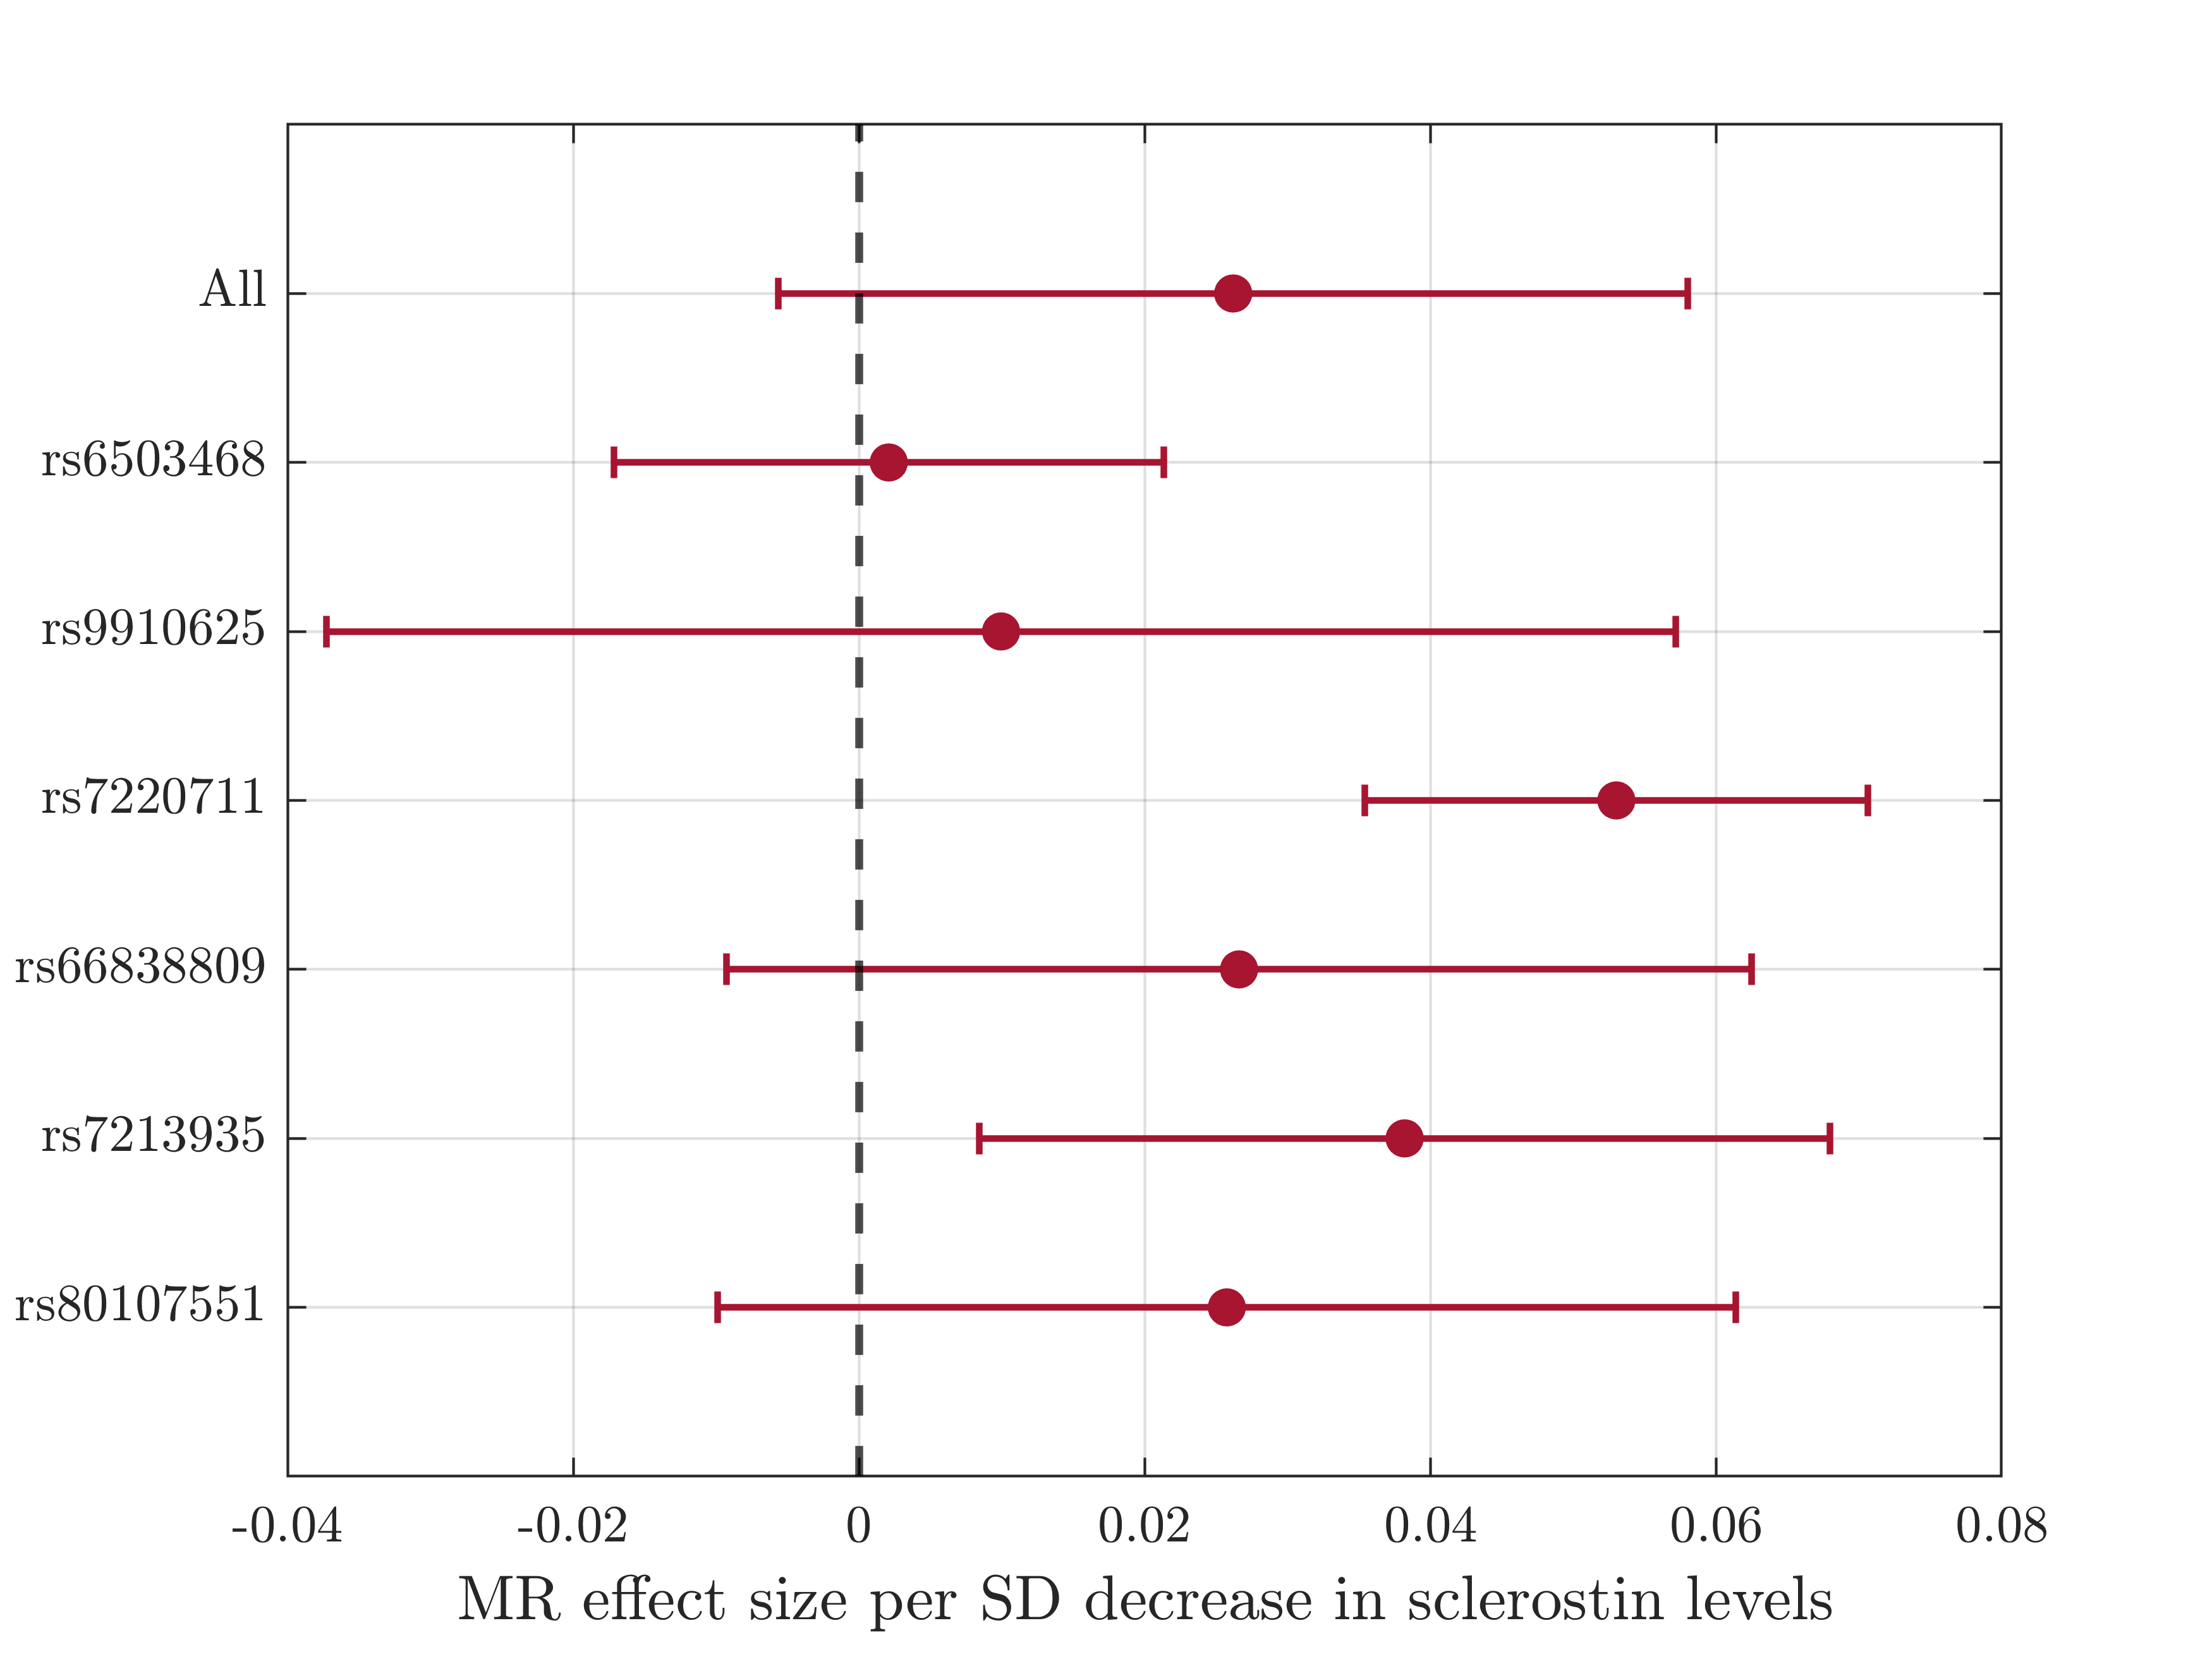 All
rs6503468
rs9910625
rs7220711
rs66838809
rs7213935
rs80107551
-0.04 -0.02 0 0.02 0.04 0.06 0.08
MR effect size per SD decrease in sclerostin levels